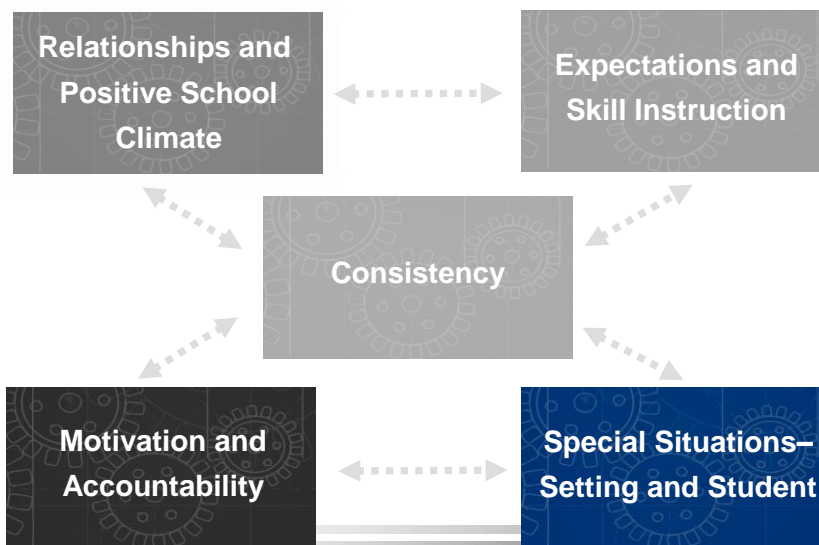 Relationships and
Positive School
Climate
Expectations and
Skill Instruction
Consistency
Motivation and
Accountability
Special Situations–
Setting and Student